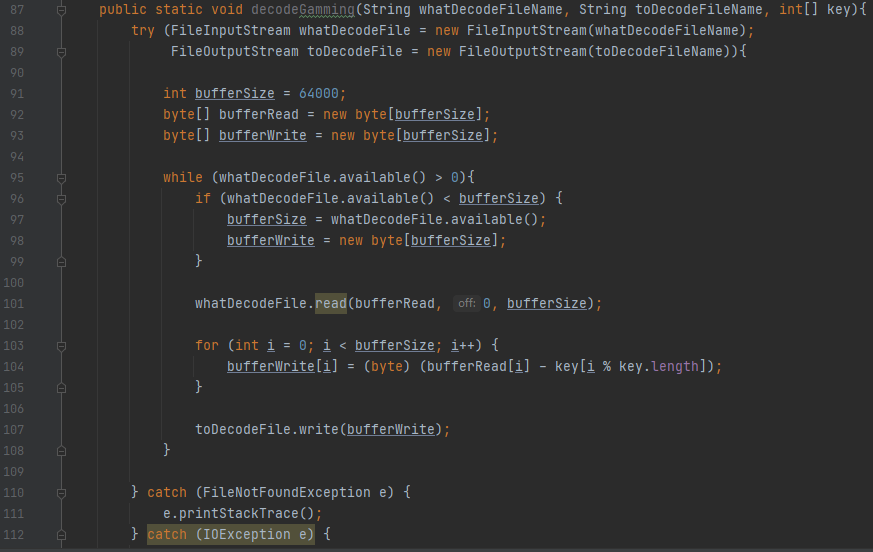 87 public static void decodeGamming(String whatDecodeFileName, String toDecodeFileName, int[] key){
88 try (FileInputStream whatDecodeFile = new FileInputStream(whatDecodeFileName);
89 FileOutputStream toDecodeFile = new FileOutputStream(toDecodeFileName)){
90
91 int bufferSize = 64000;
92 byte[] bufferRead = new byte[bufferSize];
93 byte[] bufferWrite = new byte[bufferSize];
94
95 while (whatDecodeFile.available() > 0){
96 if (whatDecodeFile.available() < bufferSize) {
97 bufferSize = whatDecodeFile.available();
98 bufferWrite = new byte[bufferSize];
99 }
100
101 whatDecodeFile.read(bufferRead, off: 0, bufferSize);
102
103 for (int i = 0; i < bufferSize; i++) {
104 bufferWrite[i] = (byte) (bufferRead[i] - key[i % key.length]);
105 }
106
107 toDecodeFile.write(bufferWrite);
108 }
109
110 } catch (FileNotFoundException e) {
111 e.printStackTrace();
112 } catch (IOException e) {